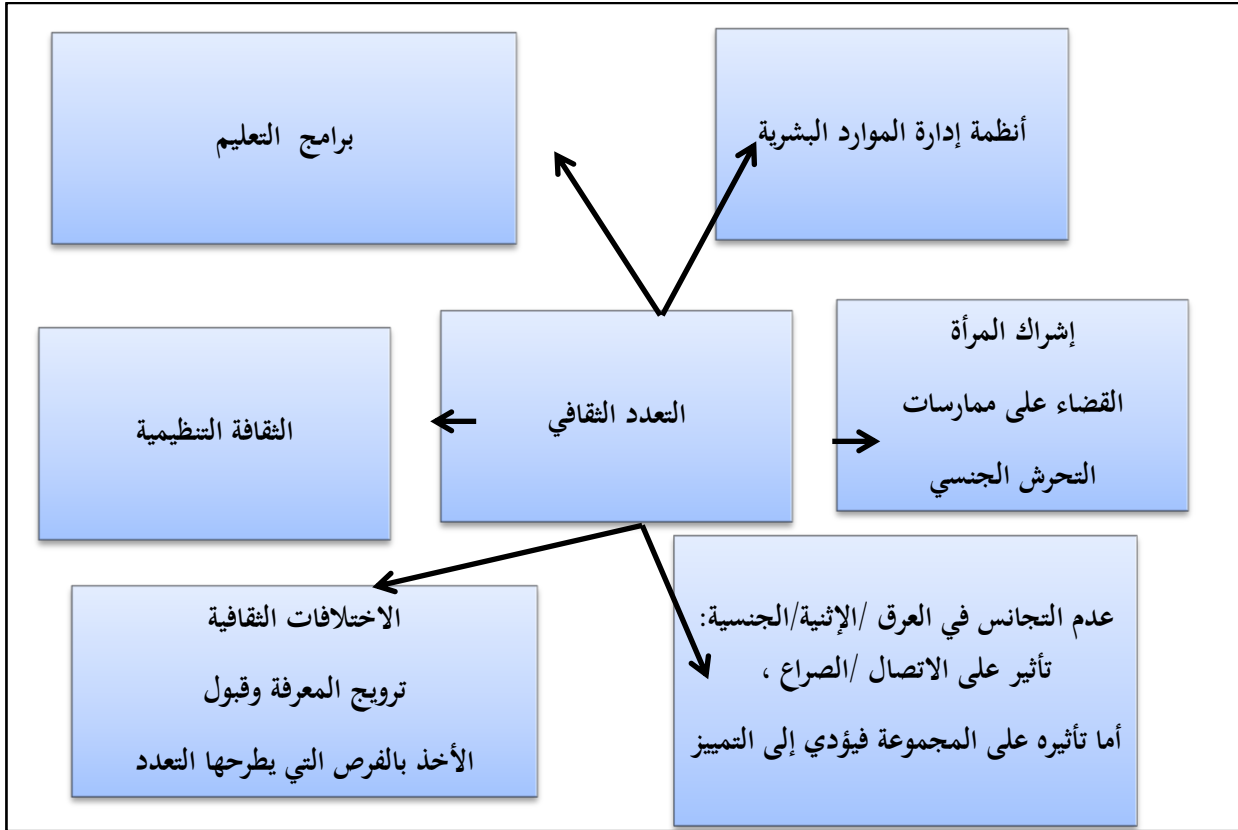 أنظمة إدارة الموارد البشرية
برامج التعليم
إشراك المرأة
القضاء على ممارسات
التحرش الجنسي
التعدد الثقافي
الثقافة التنظيمية
عدم التجانس في العرق /الإثنية/الجنسية:
تأثير على الاتصال /الصراع ،
أما تأثيره على المجموعة فيؤدي إلى التمييز
الاختلافات الثقافية
ترويج المعرفة وقبول
الأخذ بالفرص التي يطرحها التعدد